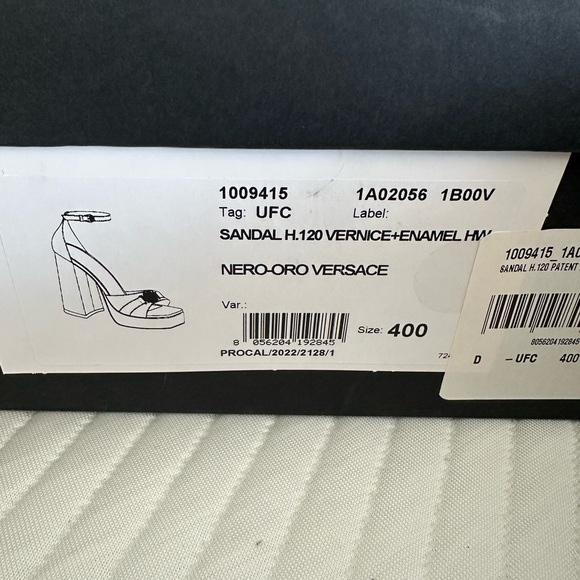 1009415 1A02056 1B00V
Tag: UFC Label:
SANDAL H.120 VERNICE+ENAMEL HW
NERO-ORO VERSACE
Var.:
8 056204 192845
Size: 400
PROCAL/2022/2128/1
1009415_1A0
SANDAL H.120 PATENT
8056204192845
D – UFC 400